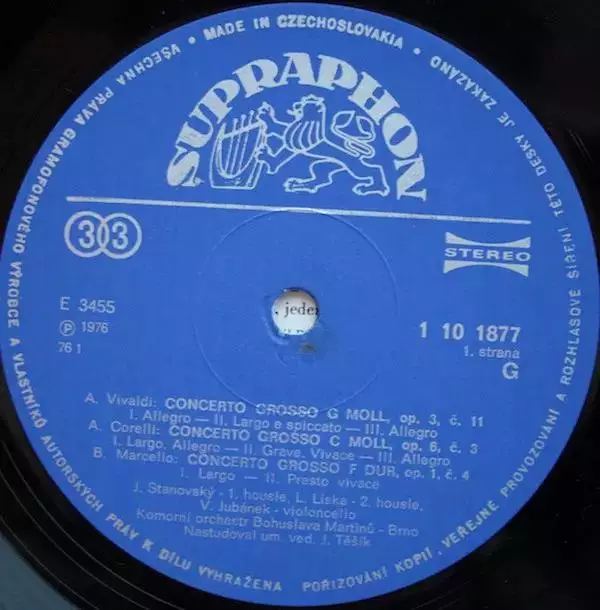 • MADE IN CZECHOSLOVAKIA •
VŠECHNA PRÁVA GRAMOFONOVÉHO VÝROBCE A VLASTNÍKŮ AUTORSKÝCH PRÁV K DÍLU VYHRAŽENA
POŘIZOVÁNÍ KOPIÍ, VEŘEJNÉ PROVOZOVÁNÍ A ROZHLASOVÉ ŠÍŘENÍ TÉTO DESKY JE ZAKÁZÁNO
SUPRAPHON
33
STEREO
E 3455
Ⓟ 1976
76 1
1 10 1877
1. strana
G
. jeder
A. Vivaldi: CONCERTO GROSSO G MOLL, op. 3, č. 11
I. Allegro — II. Largo e spiccato — III. Allegro
A. Corelli: CONCERTO GROSSO C MOLL, op. 6, č. 3
I. Largo. Allegro — II. Grave. Vivace — III. Allegro
B. Marcello: CONCERTO GROSSO F DUR, op. 1, č. 4
I. Largo — II. Presto vivace
J. Stanovský - 1. housle, L. Líska - 2. housle,
V. Jubánek - violoncello
Komorní orchestr Bohuslava Martinů - Brno
Nastudoval um. ved. J. Těšík